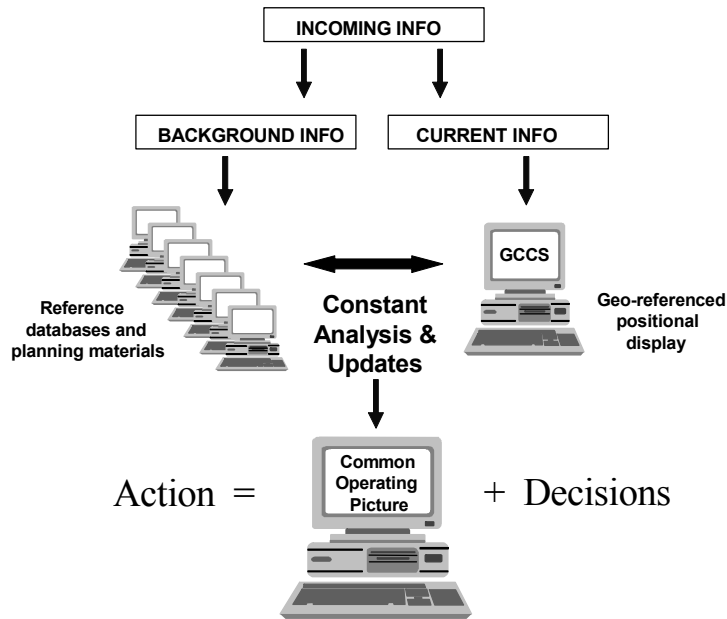 INCOMING INFO
BACKGROUND INFO
CURRENT INFO
GCCS
Reference
databases and
planning materials
Constant
Analysis &
Updates
Geo-referenced
positional
display
Action =
Common
Operating
Picture
+ Decisions